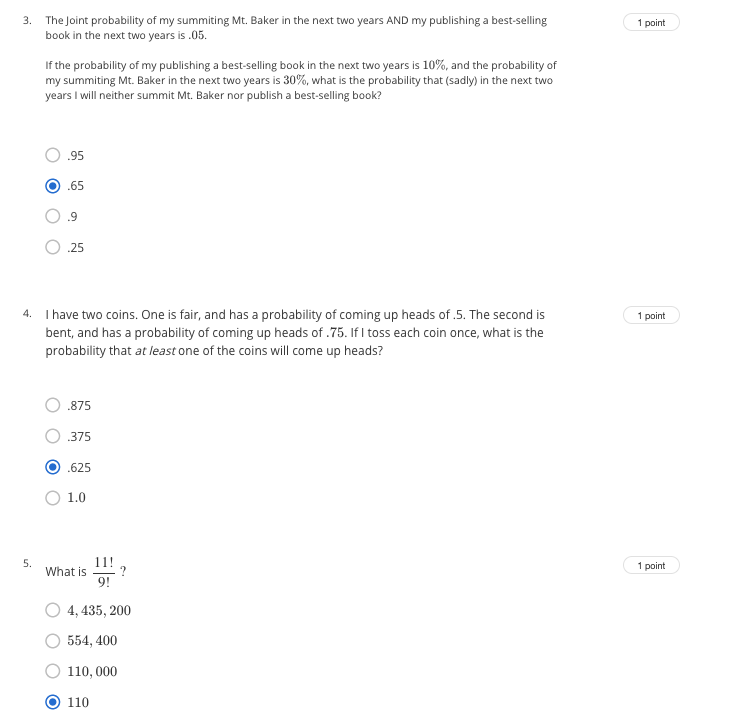 3. The Joint probability of my summiting Mt. Baker in the next two years AND my publishing a best-selling 1 point
book in the next two years is .05.
If the probability of my publishing a best-selling book in the next two years is 10%, and the probability of
my summiting Mt. Baker in the next two years is 30%, what is the probability that (sadly) in the next two
years I will neither summit Mt. Baker nor publish a best-selling book?
.95
.65
.9
.25
4. I have two coins. One is fair, and has a probability of coming up heads of .5. The second is 1 point
bent, and has a probability of coming up heads of .75. If I toss each coin once, what is the
probability that at least one of the coins will come up heads?
.875
.375
.625
1.0
5. What is 11!/9! ? 1 point
4, 435, 200
554, 400
110, 000
110